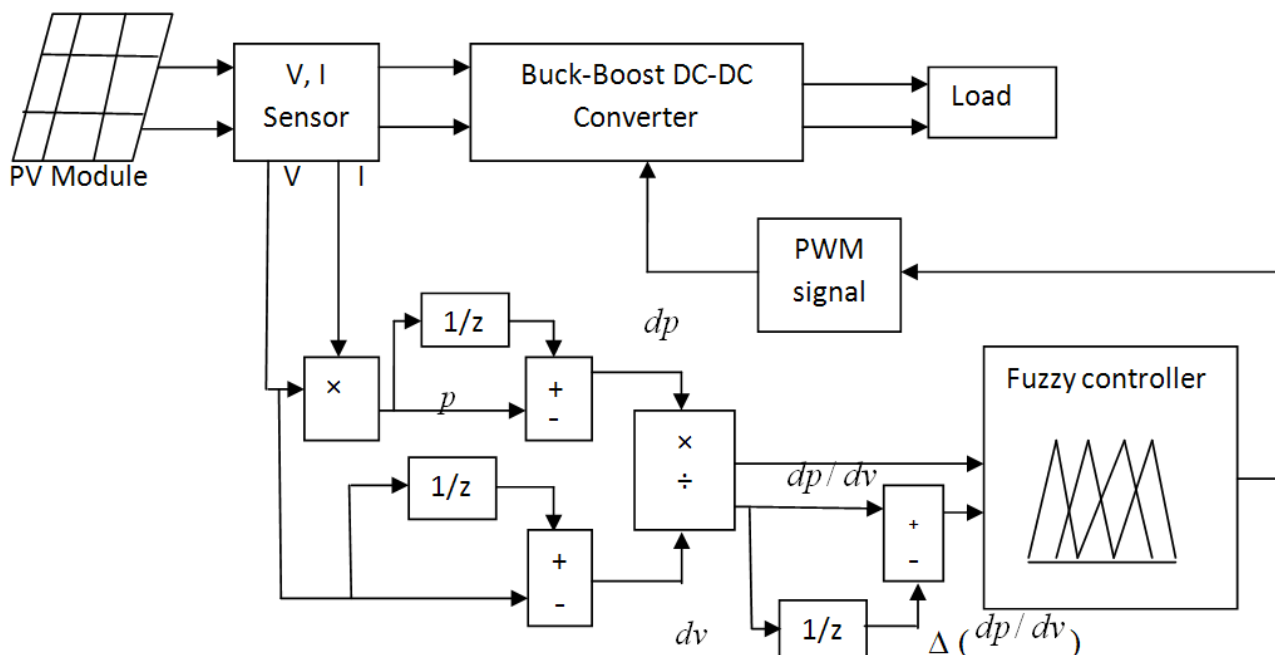 V, I
Sensor
Buck-Boost DC-DC
Converter
Load
PV Module
V
I
PWM
signal
1/z
dp
×
p
+
-
Fuzzy controller
×
÷
1/z
dp / dv
+
-
+
-
dv
1/z
Δ (dp / dv)